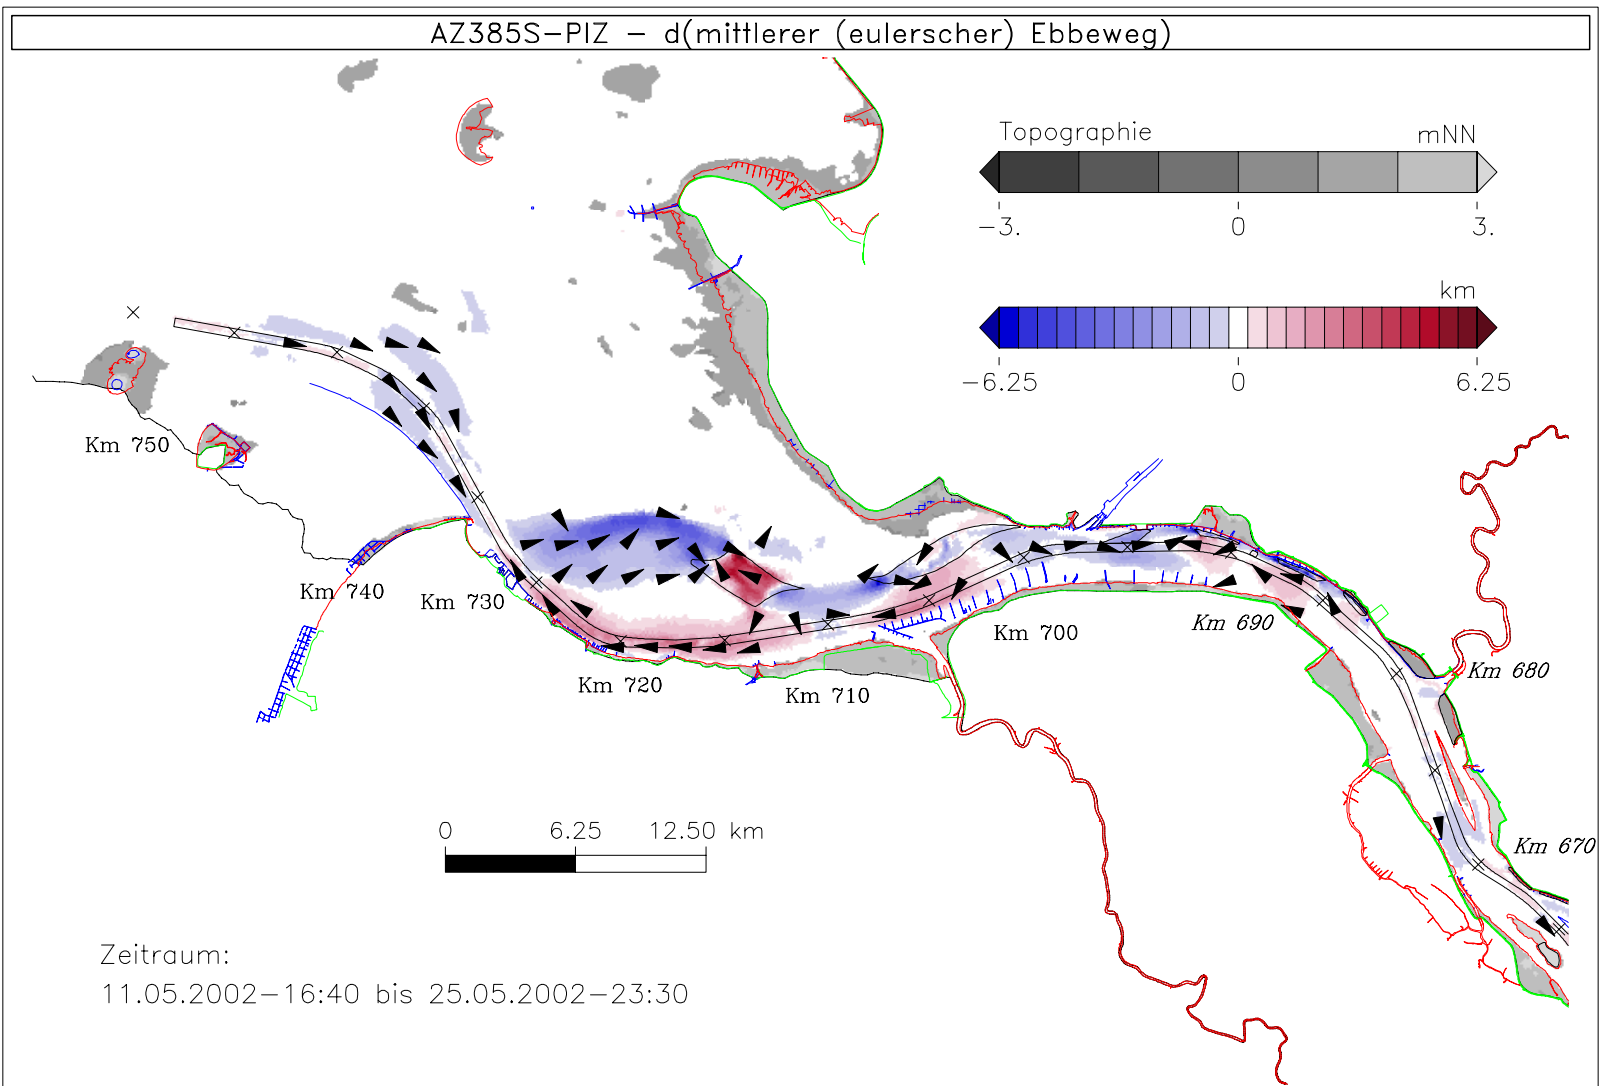 AZ385S-PIZ - d(mittlerer (eulerscher) Ebbeweg)
Topographie mNN
-3. 0 3.
km
-6.25 0 6.25
Km 750
Km 740
Km 730
Km 720
Km 710
Km 700
Km 690
Km 680
Km 670
0 6.25 12.50 km
Zeitraum:
11.05.2002-16:40 bis 25.05.2002-23:30